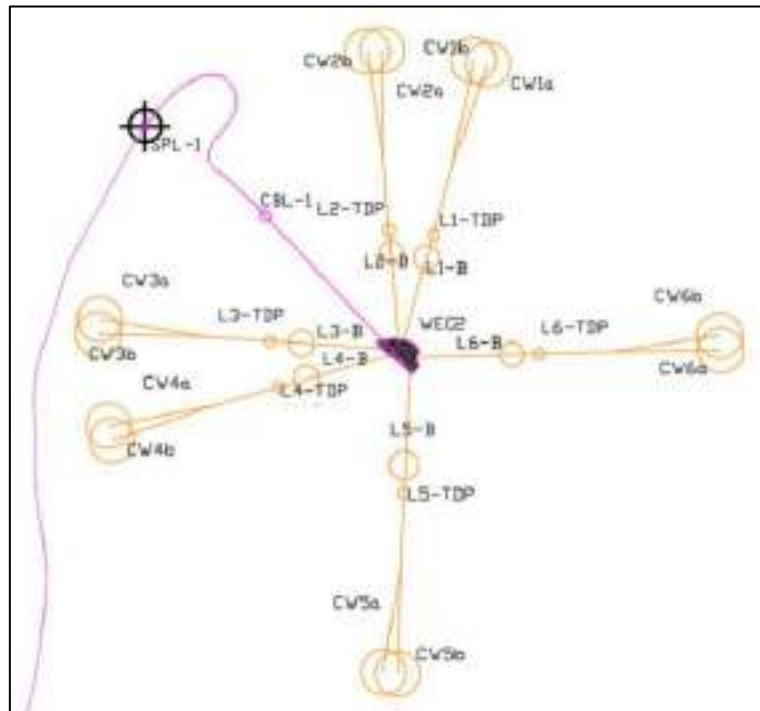 CW2b
CW1b
CW2a
CW1a
SPL-1
CBL-1
L2-TDP
L1-TDP
L2-B
L1-B
CW3a
CW6b
L3-TDP
L3-B
WEC2
L6-B
L6-TDP
CW3b
L4-B
CW6a
CW4a
L4-TDP
CW4b
L5-B
L5-TDP
CW5a
CW5b